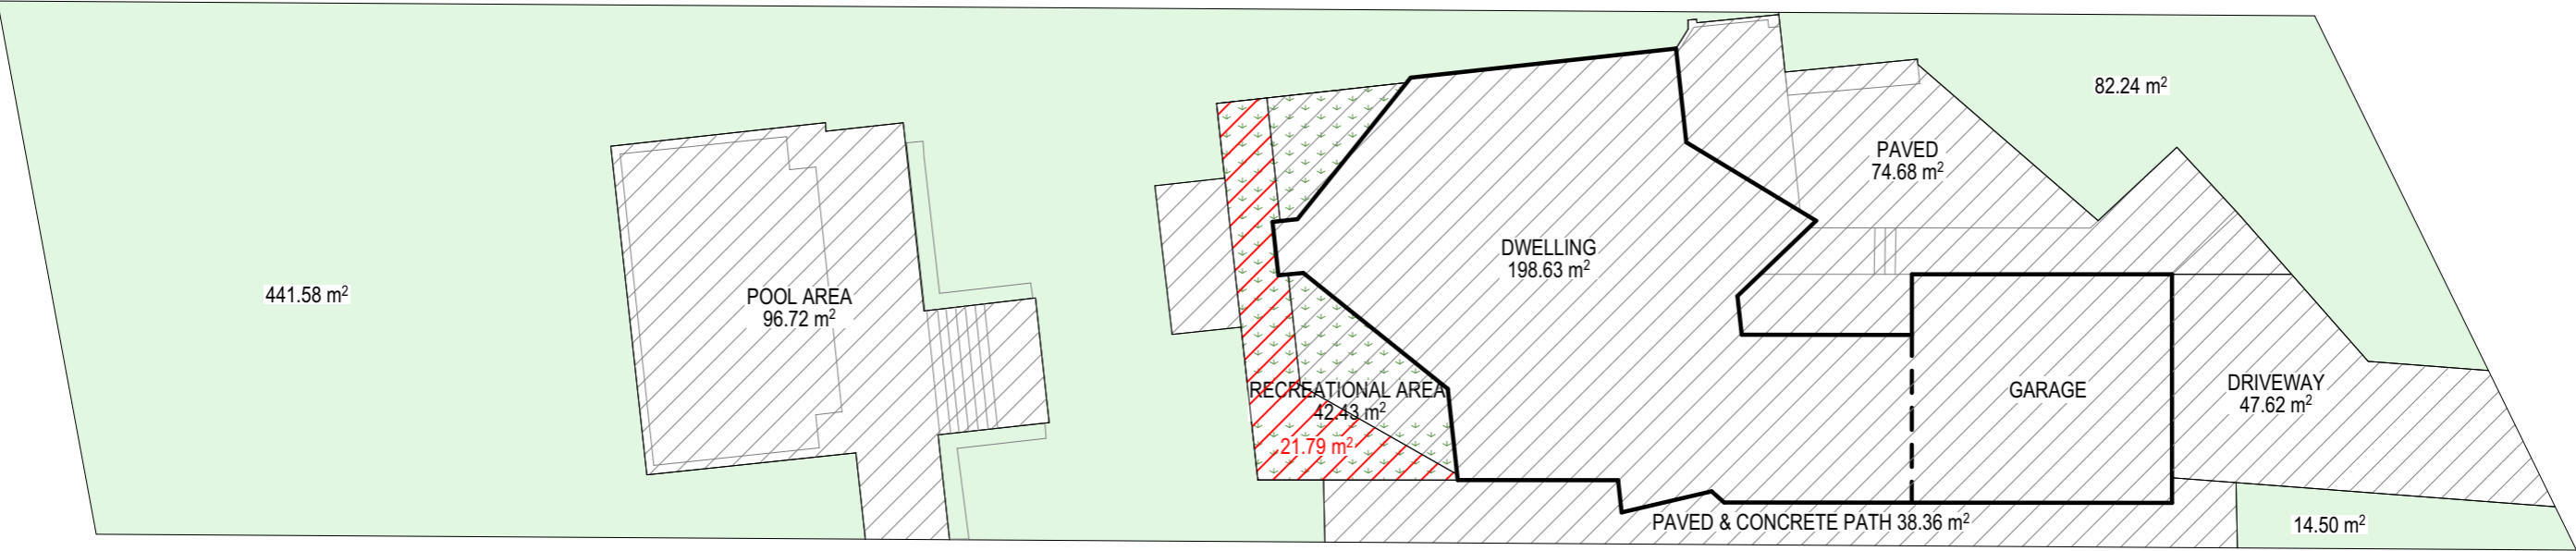 82.24 m²
PAVED
74.68 m²
DWELLING
198.63 m²
441.58 m²
POOL AREA
96.72 m²
RECREATIONAL AREA
42.43 m²
21.79 m²
GARAGE
DRIVEWAY
47.62 m²
PAVED & CONCRETE PATH 38.36 m²
14.50 m²